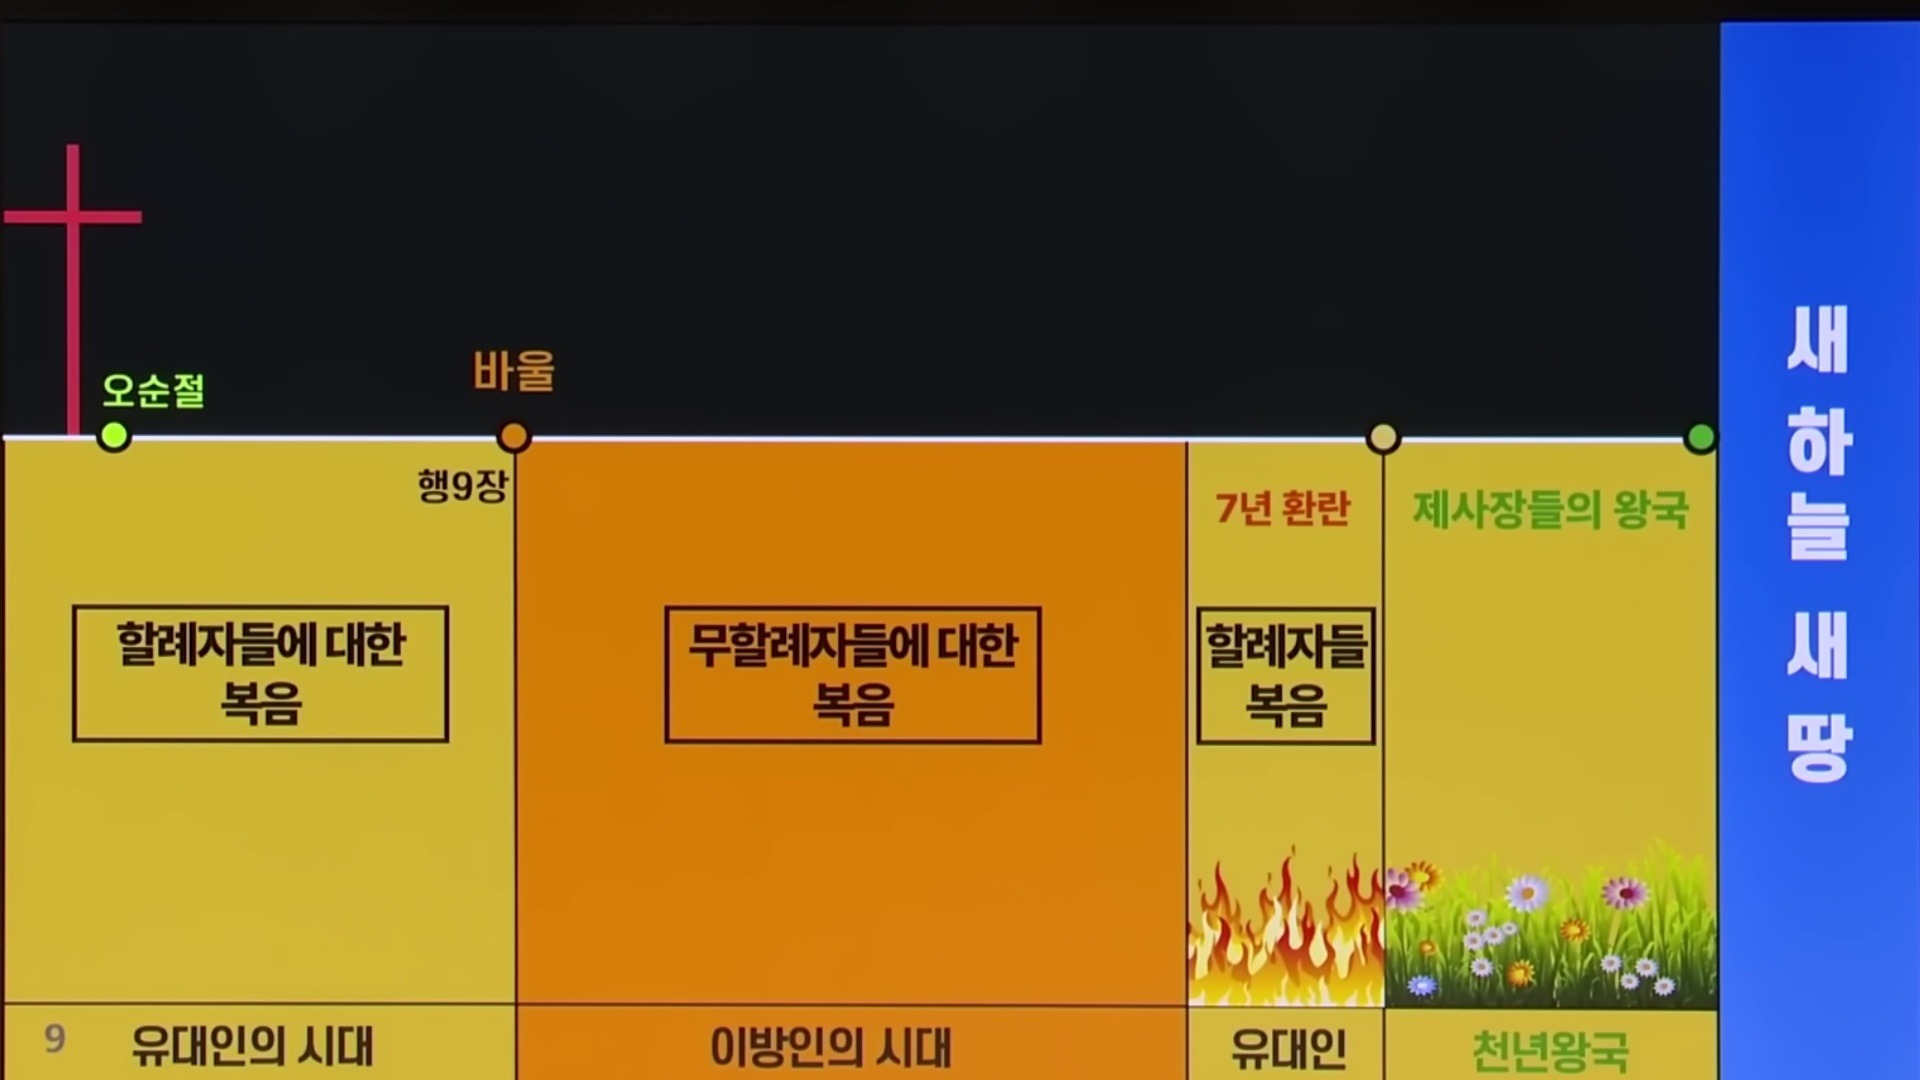 오순절
바울
행9장
할례자들에 대한
복음
무할례자들에 대한
복음
7년 환란
할례자들
복음
제사장들의 왕국
새 하늘 새 땅
9
유대인의 시대
이방인의 시대
유대인
천년왕국